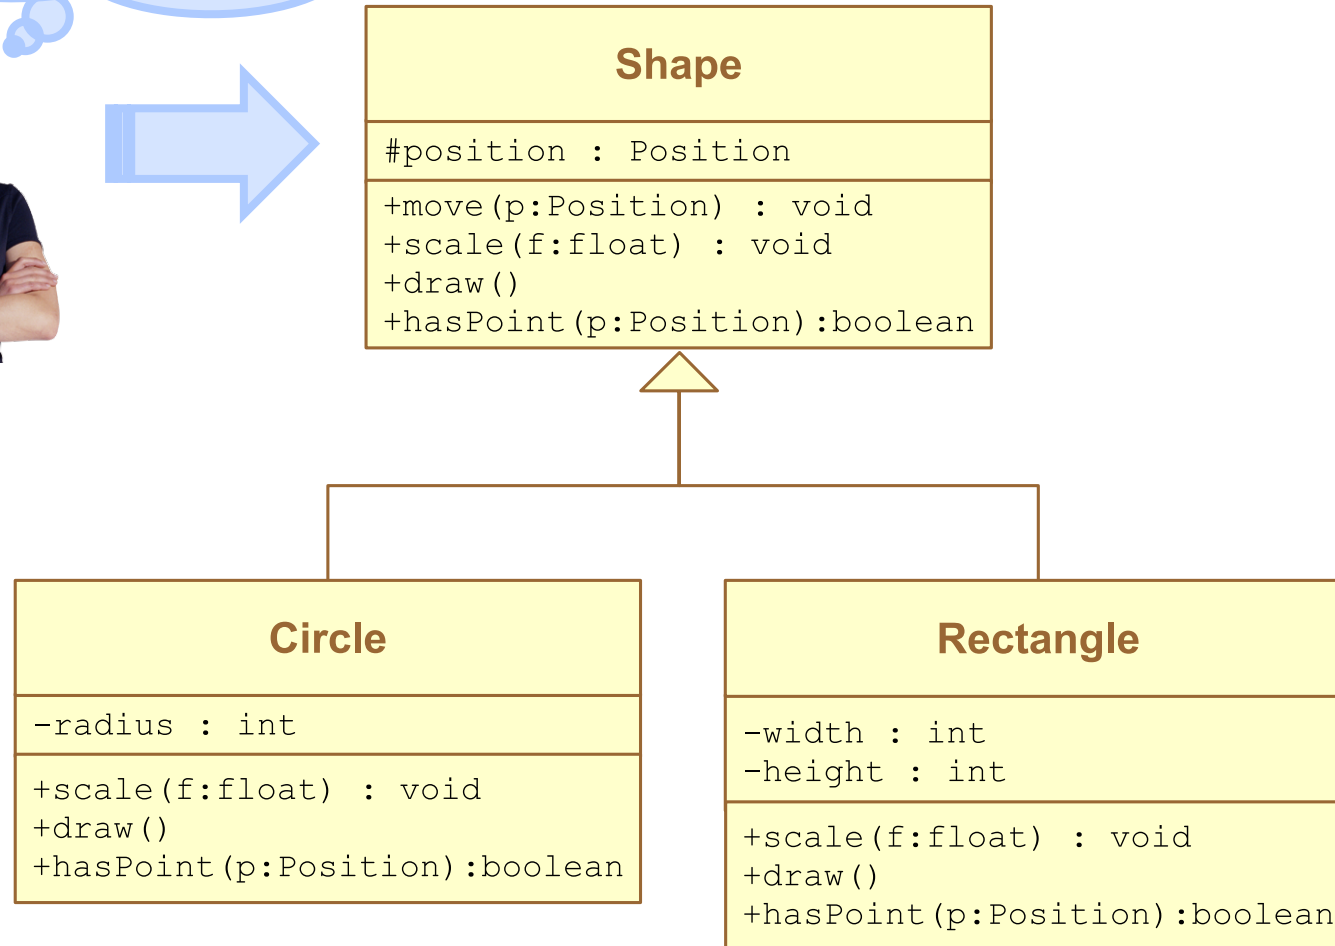 Shape
#position : Position
+move(p:Position) : void
+scale(f:float) : void
+draw()
+hasPoint(p:Position):boolean
Circle
-radius : int
+scale(f:float) : void
+draw()
+hasPoint(p:Position):boolean
Rectangle
-width : int
-height : int
+scale(f:float) : void
+draw()
+hasPoint(p:Position):boolean